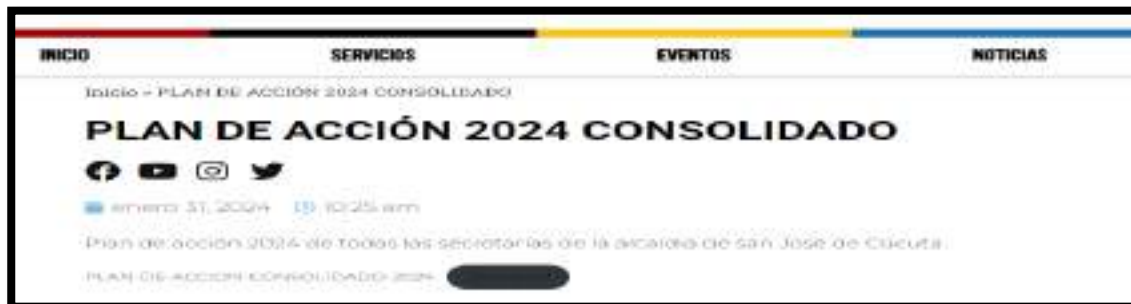 INICIO SERVICIOS EVENTOS NOTICIAS
Inicio - PLAN DE ACCIÓN 2024 CONSOLIDADO
PLAN DE ACCIÓN 2024 CONSOLIDADO
enero 31, 2024 10:25 am
Plan de acción 2024 de todas las secretarías de la alcaldía de san José de Cúcuta.
PLAN-DE-ACCION-CONSOLIDADO-2024